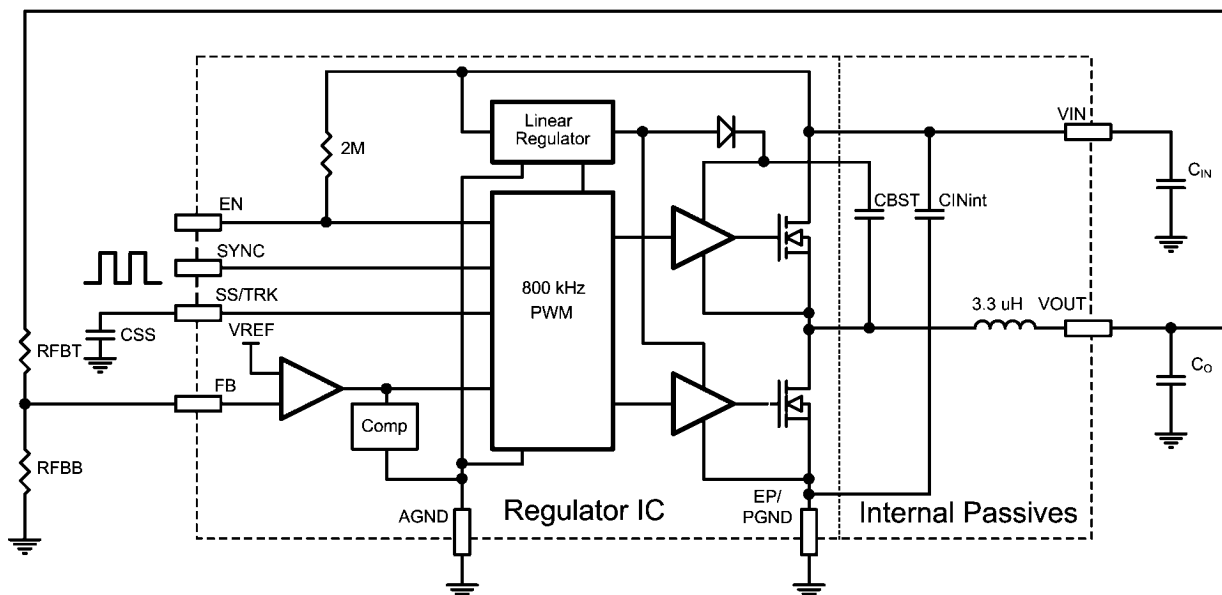 VIN
Linear
Regulator
2M
CIN
EN
CBST
CINint
SYNC
800 kHz
PWM
SS/TRK
3.3 uH
VOUT
CSS
VREF
RFBT
FB
CO
Comp
RFBB
AGND
Regulator IC
EP/
PGND
Internal Passives